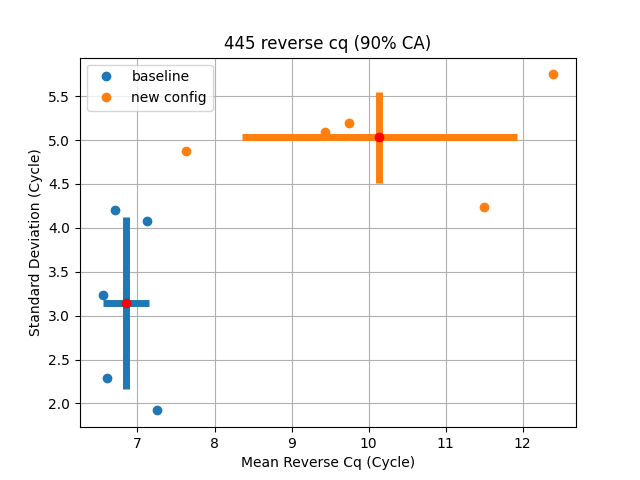 445 reverse cq (90% CA)
baseline
new config
Standard Deviation (Cycle)
5.5
5.0
4.5
4.0
3.5
3.0
2.5
2.0
7 8 9 10 11 12
Mean Reverse Cq (Cycle)